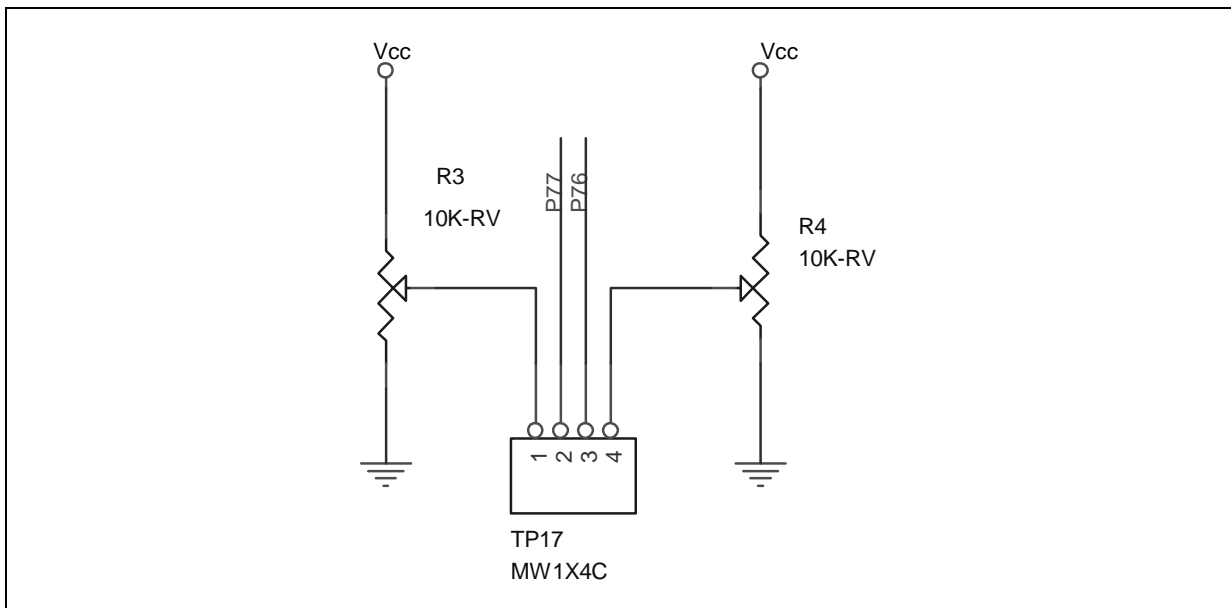 Vcc
Vcc
R3
10K-RV
P77
P76
R4
10K-RV
1
2
3
4
TP17
MW1X4C